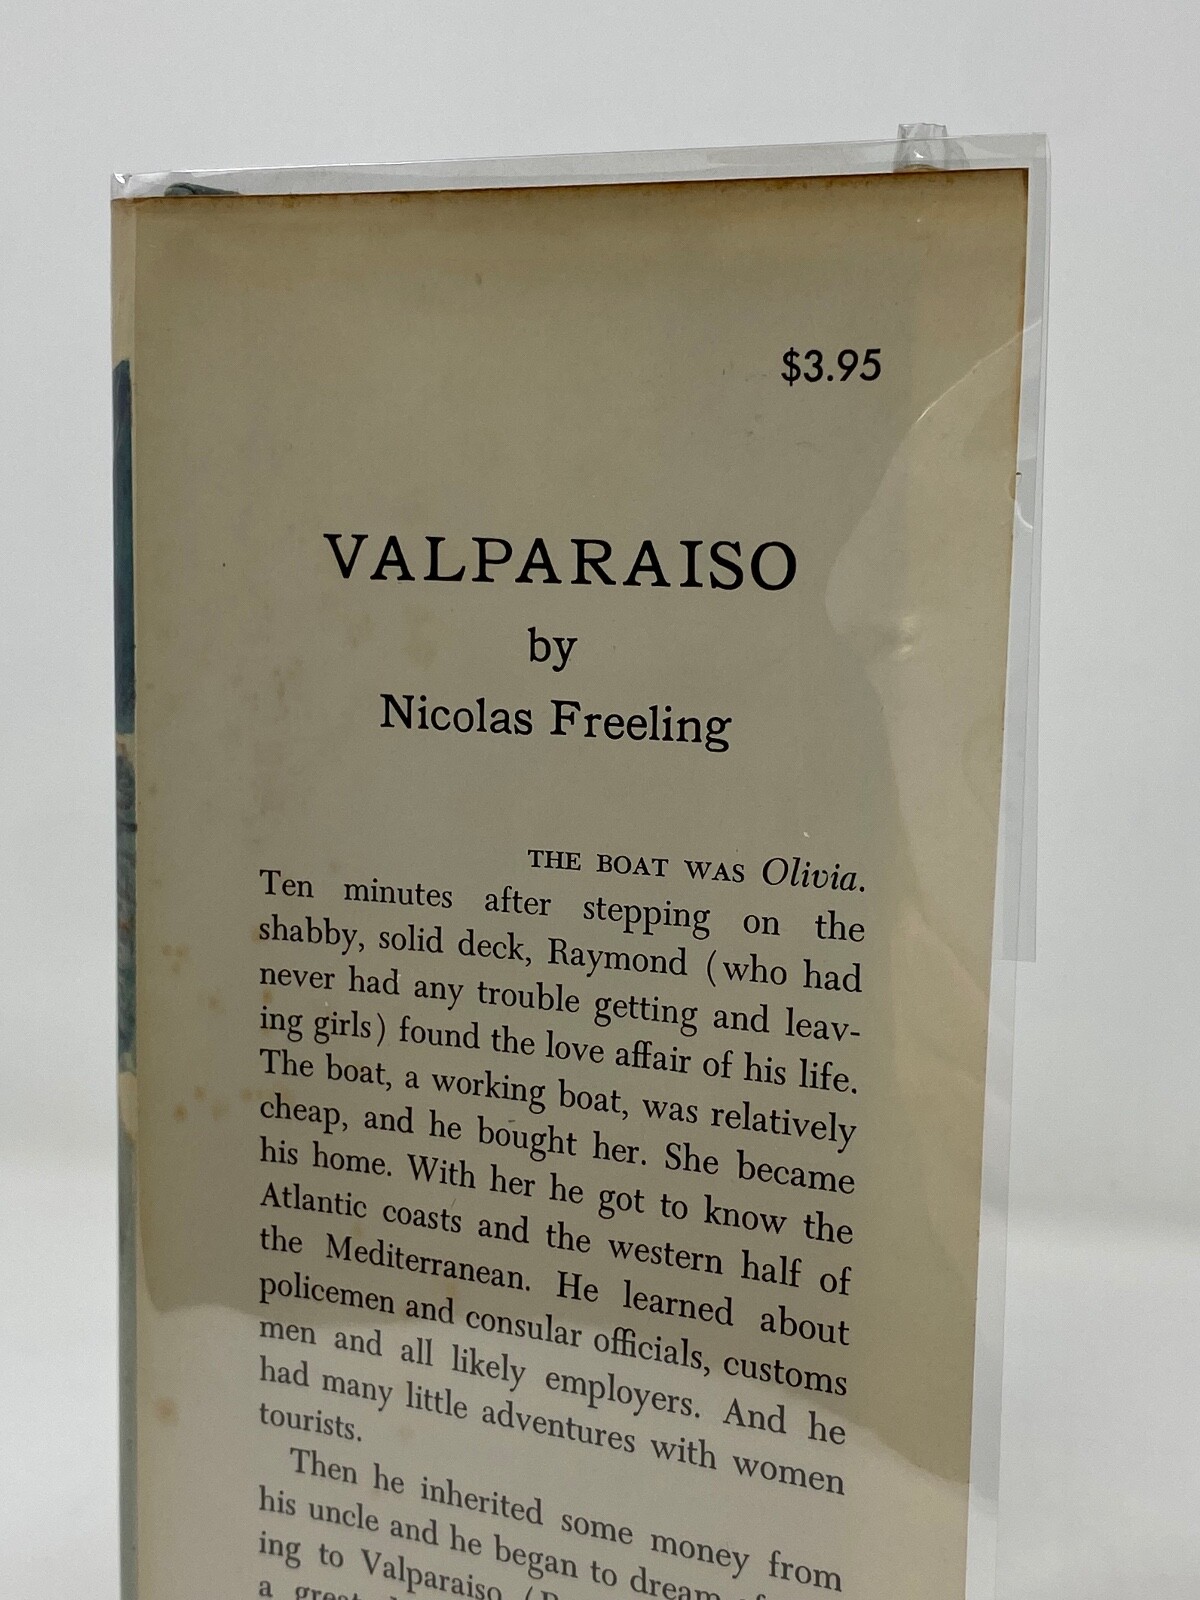 $3.95
VALPARAISO
by
Nicolas Freeling
THE BOAT WAS Olivia.
Ten minutes after stepping on the
shabby, solid deck, Raymond (who had
never had any trouble getting and leav-
ing girls) found the love affair of his life.
The boat, a working boat, was relatively
cheap, and he bought her. She became
his home. With her he got to know the
Atlantic coasts and the western half of
the Mediterranean. He learned about
policemen and consular officials, customs
men and all likely employers. And he
had many little adventures with women
tourists.
Then he inherited some money from
his uncle and he began to dream
ing to Valparaiso
a